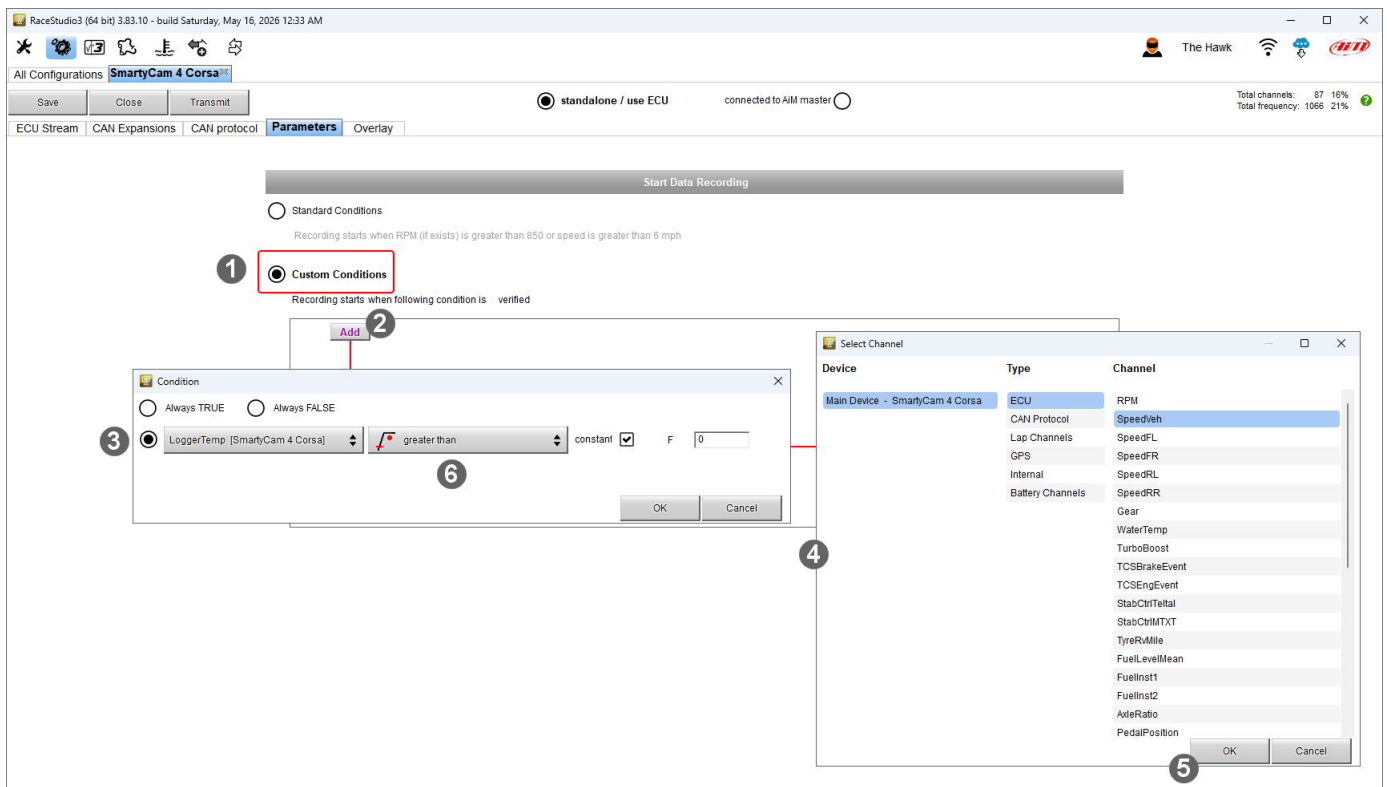 RaceStudio3 (64 bit) 3.83.10 - build Saturday, May 16, 2026 12:33 AM
The Hawk
AiM
All Configurations
SmartyCam 4 Corsa
Save
Close
Transmit
standalone / use ECU
connected to AiM master
Total channels: 87 16%
Total frequency: 1066 21%
ECU Stream
CAN Expansions
CAN protocol
Parameters
Overlay
Start Data Recording
Standard Conditions
Recording starts when RPM (if exists) is greater than 850 or speed is greater than 6 mph
1
Custom Conditions
Recording starts when following condition is verified
Add
2
Condition
Always TRUE
Always FALSE
3
LoggerTemp [SmartyCam 4 Corsa]
greater than
constant
F
0
6
OK
Cancel
Select Channel
Device
Type
Channel
Main Device - SmartyCam 4 Corsa
ECU
CAN Protocol
Lap Channels
GPS
Internal
Battery Channels
RPM
SpeedVeh
SpeedFL
SpeedFR
SpeedRL
SpeedRR
Gear
WaterTemp
TurboBoost
TCSBrakeEvent
TCSEngEvent
StabCtrlTeltal
StabCtrlMTXT
TyreRvMile
FuelLevelMean
FuelInst1
FuelInst2
AxleRatio
PedalPosition
4
OK
Cancel
5